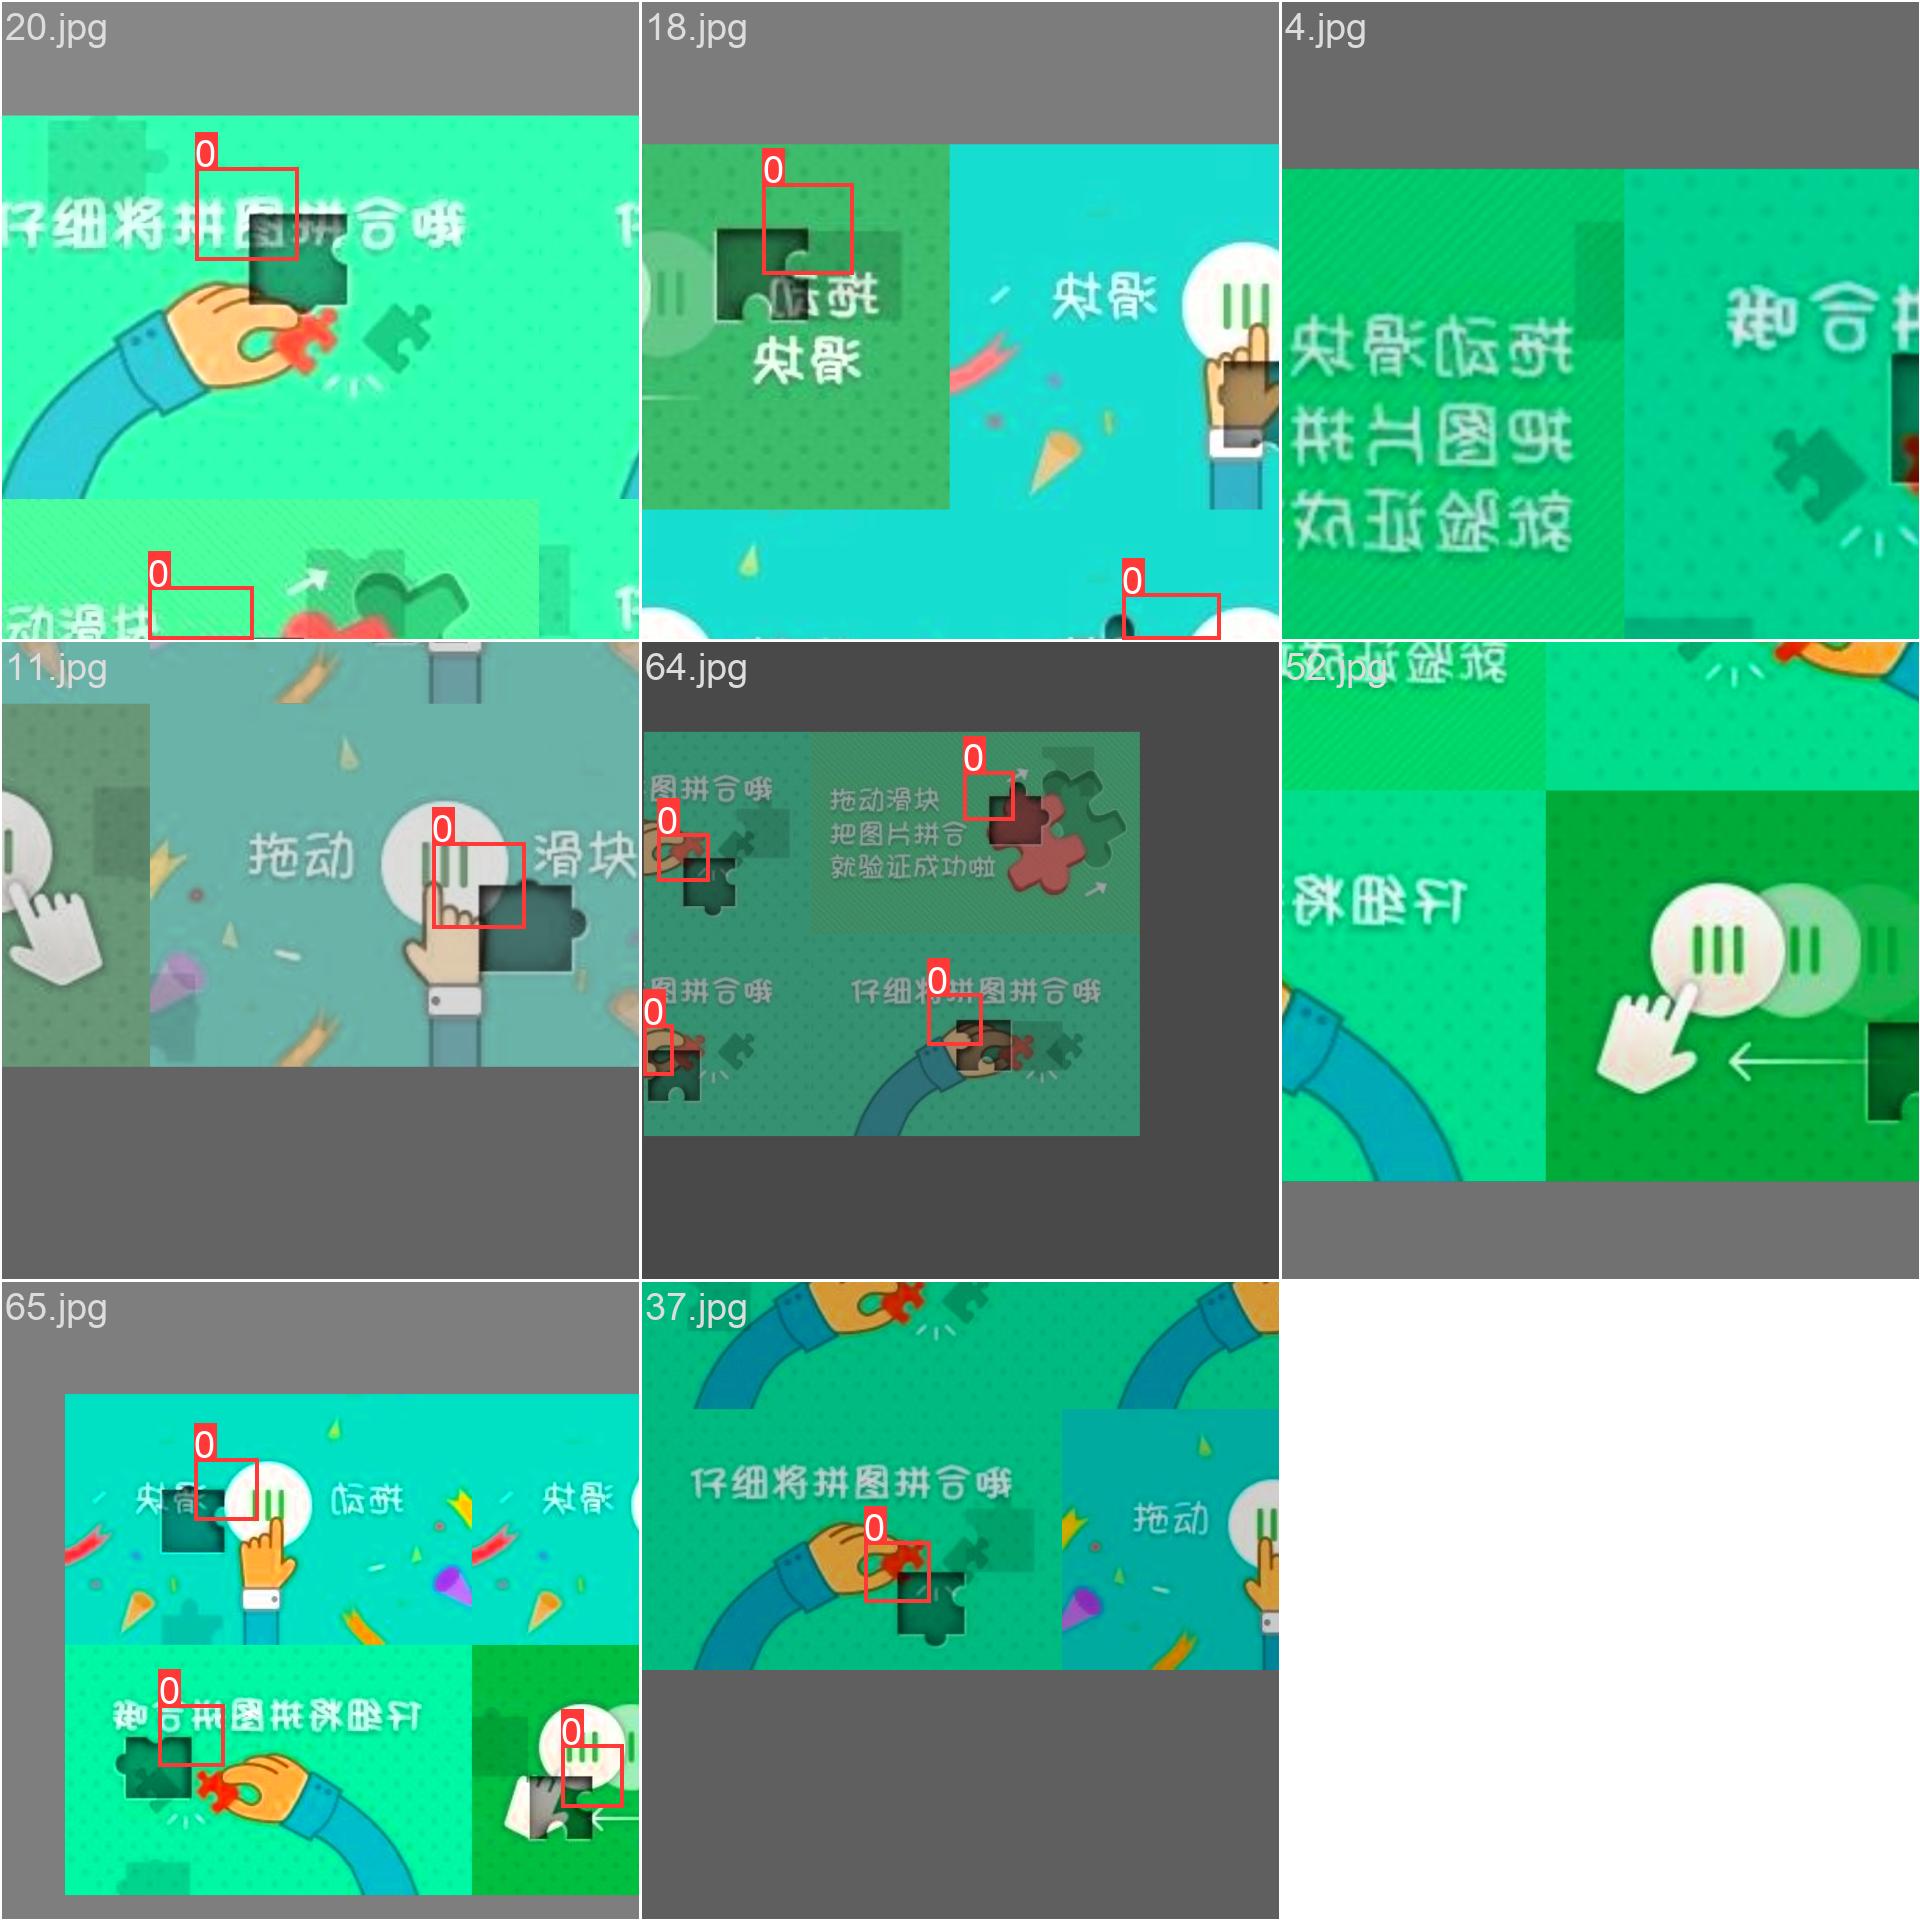 20.jpg
0
仔细将拼图拼合哦
0
动滑块
18.jpg
0
拖动
滑块
滑块
0
4.jpg
拖动滑块
把图片拼
就验证成
拼合哦
11.jpg
拖动
0
滑块
64.jpg
0
图拼合哦
0
拖动滑块
把图片拼合
就验证成功啦
0
图拼合哦
0
仔细将拼图拼合哦
52.jpg
就验证成
仔细将
65.jpg
0
滑块
拖动
滑块
0
仔细将拼图拼合哦
0
37.jpg
仔细将拼图拼合哦
0
拖动